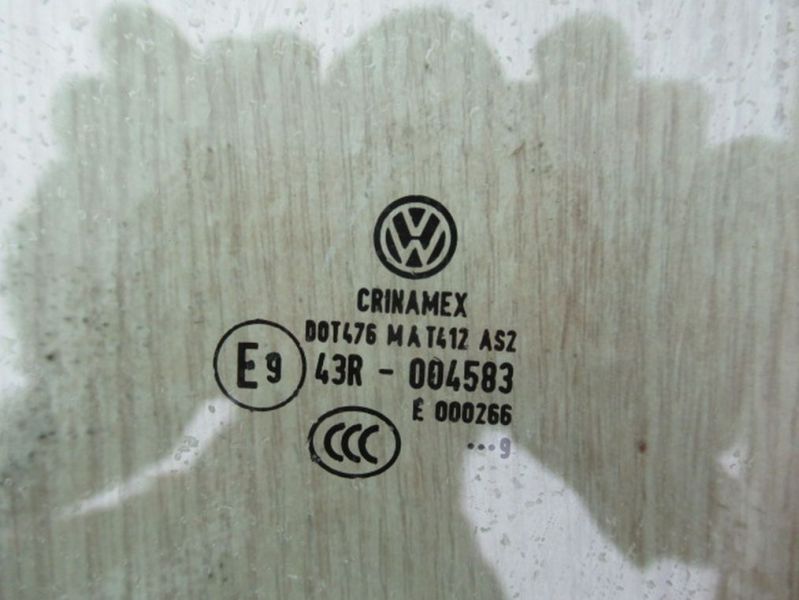 CRINAMEX
DOT476 M A T412 AS2
E9 43R - 004583
E 000266
CCC
•••9